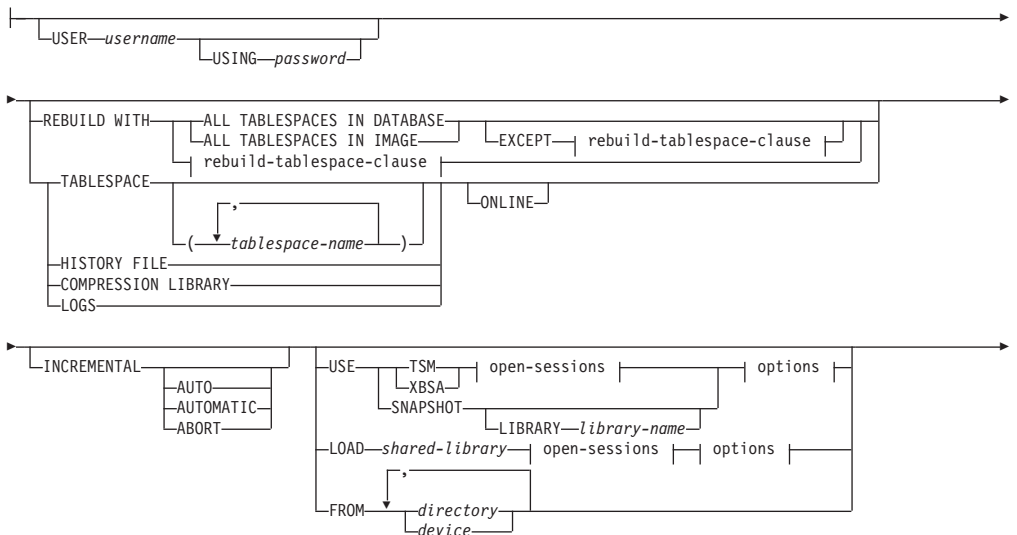 USER username
USING password
REBUILD WITH ALL TABLESPACES IN DATABASE
ALL TABLESPACES IN IMAGE EXCEPT rebuild-tablespace-clause
rebuild-tablespace-clause
TABLESPACE
ONLINE
,
( tablespace-name )
HISTORY FILE
COMPRESSION LIBRARY
LOGS
INCREMENTAL
AUTO
AUTOMATIC
ABORT
USE TSM open-sessions options
XBSA
SNAPSHOT
LIBRARY library-name
LOAD shared-library open-sessions options
,
FROM directory
device